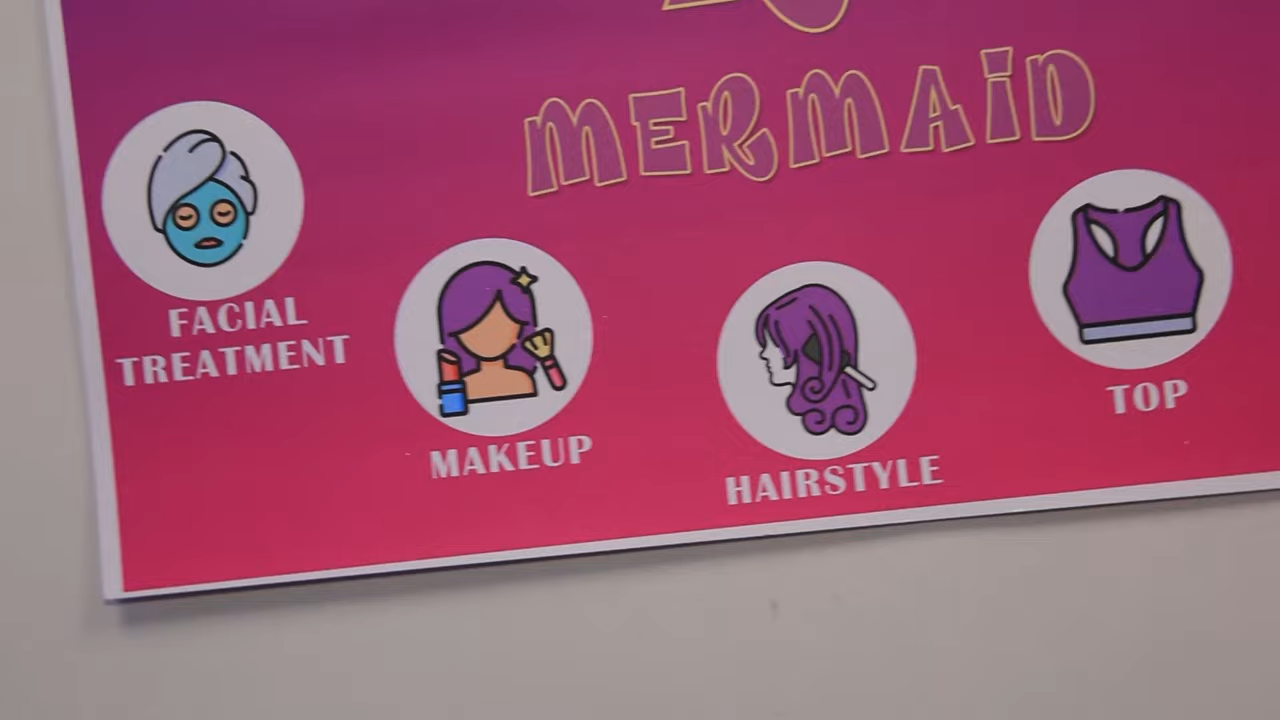 MERMAID
FACIAL
TREATMENT
MAKEUP
HAIRSTYLE
TOP